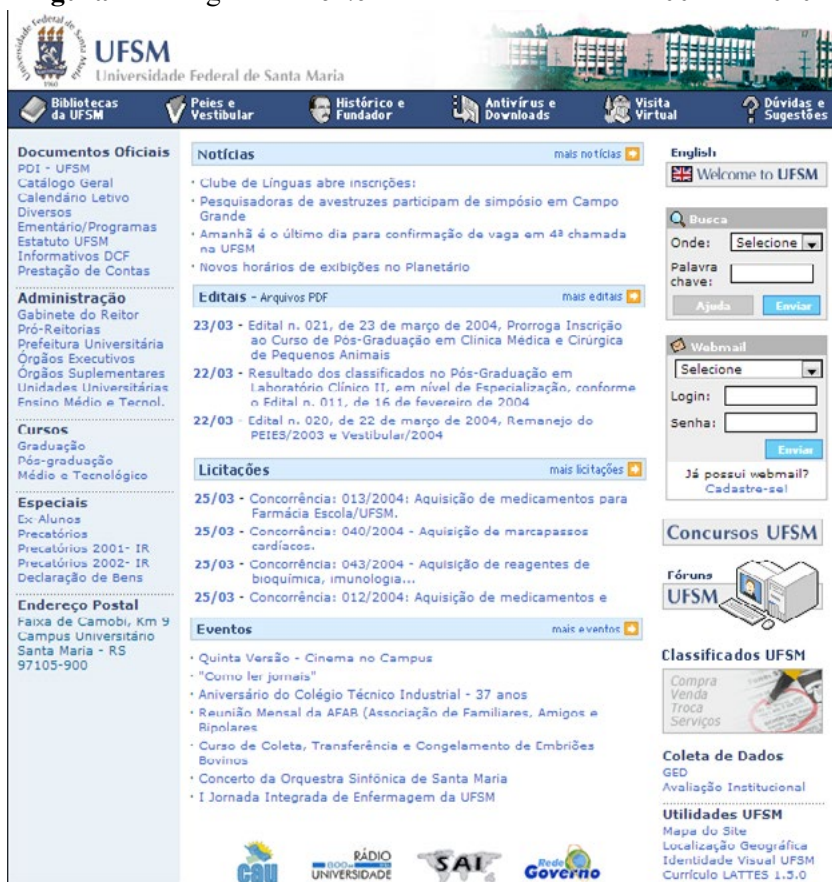 UFSM
Universidade Federal de Santa Maria
Bibliotecas
da UFSM
Peies e
Vestibular
Histórico e
Fundador
Antivírus e
Downloads
Visita
Virtual
Dúvidas e
Sugestões
Documentos Oficiais
PDI - UFSM
Catálogo Geral
Calendário Letivo
Diversos
Ementário/Programas
Estatuto UFSM
Informativos DCF
Prestação de Contas
Administração
Gabinete do Reitor
Pró-Reitorias
Prefeitura Universitária
Órgãos Executivos
Órgãos Suplementares
Unidades Universitárias
Ensino Médio e Tecnol.
Cursos
Graduação
Pós-graduação
Médio e Tecnológico
Especiais
Ex-Alunos
Precatórios
Precatórios 2001- IR
Precatórios 2002- IR
Declaração de Bens
Endereço Postal
Faixa de Camobi, Km 9
Campus Universitário
Santa Maria - RS
97105-900
Notícias mais notícias
· Clube de Línguas abre inscrições:
· Pesquisadoras de avestruzes participam de simpósio em Campo
Grande
· Amanhã é o último dia para confirmação de vaga em 4ª chamada
na UFSM
· Novos horários de exibições no Planetário
Editais - Arquivos PDF mais editais
23/03 - Edital n. 021, de 23 de março de 2004, Prorroga Inscrição
ao Curso de Pós-Graduação em Clínica Médica e Cirúrgica
de Pequenos Animais
22/03 - Resultado dos classificados no Pós-Graduação em
Laboratório Clínico II, em nível de Especialização, conforme
o Edital n. 011, de 16 de fevereiro de 2004
22/03 - Edital n. 020, de 22 de março de 2004, Remanejo do
PEIES/2003 e Vestibular/2004
Licitações mais licitações
25/03 - Concorrência: 013/2004: Aquisição de medicamentos para
Farmácia Escola/UFSM.
25/03 - Concorrência: 040/2004 - Aquisição de marcapassos
cardíacos.
25/03 - Concorrência: 043/2004 - Aquisição de reagentes de
bioquímica, imunologia...
25/03 - Concorrência: 012/2004: Aquisição de medicamentos e
Eventos mais eventos
· Quinta Versão - Cinema no Campus
· "Como ler jornais"
· Aniversário do Colégio Técnico Industrial - 37 anos
· Reunião Mensal da AFAB (Associação de Familiares, Amigos e
Bipolares
· Curso de Coleta, Transferência e Congelamento de Embriões
Bovinos
· Concerto da Orquestra Sinfônica de Santa Maria
· I Jornada Integrada de Enfermagem da UFSM
cau
RÁDIO
UNIVERSIDADE
SAI
Rede
Governo
English
Welcome to UFSM
Busca
Onde: Selecione
Palavra
chave:
Ajuda Enviar
Webmail
Selecione
Login:
Senha:
Enviar
Já possui webmail?
Cadastre-se!
Concursos UFSM
Fóruns
UFSM
Classificados UFSM
Compra
Venda
Troca
Serviços
Coleta de Dados
GED
Avaliação Institucional
Utilidades UFSM
Mapa do Site
Localização Geográfica
Identidade Visual UFSM
Currículo LATTES 1.5.0